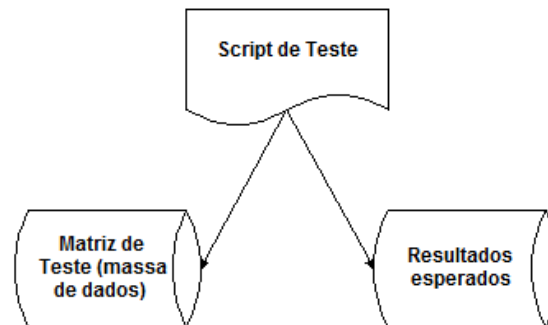 Script de Teste
Matriz de
Teste (massa
de dados)
Resultados
esperados